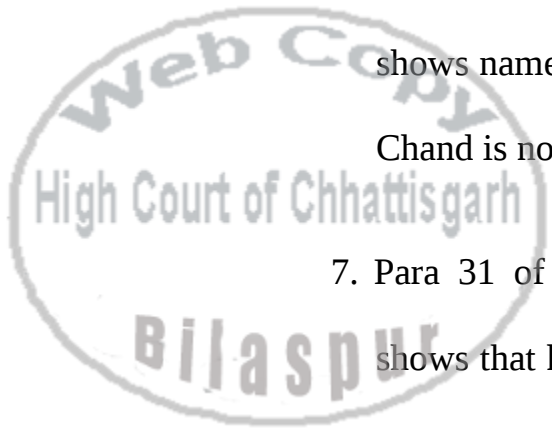 Web Copy
shows name
Chand is no
High Court of Chhattisgarh
7. Para 31 of
Bilaspur
shows that